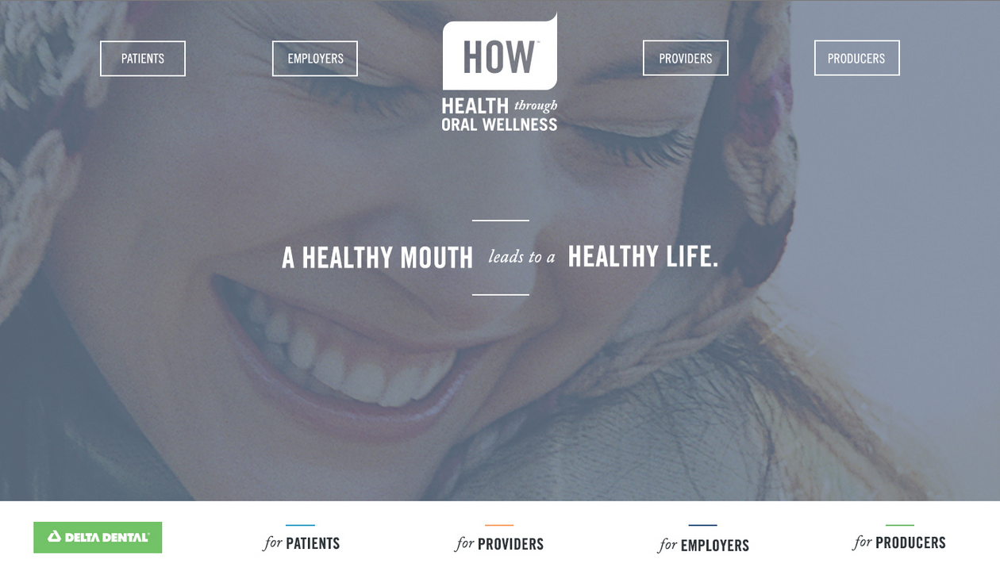 PATIENTS
EMPLOYERS
HOW™
HEALTH through
ORAL WELLNESS
PROVIDERS
PRODUCERS
A HEALTHY MOUTH leads to a HEALTHY LIFE.
DELTA DENTAL®
for PATIENTS
for PROVIDERS
for EMPLOYERS
for PRODUCERS